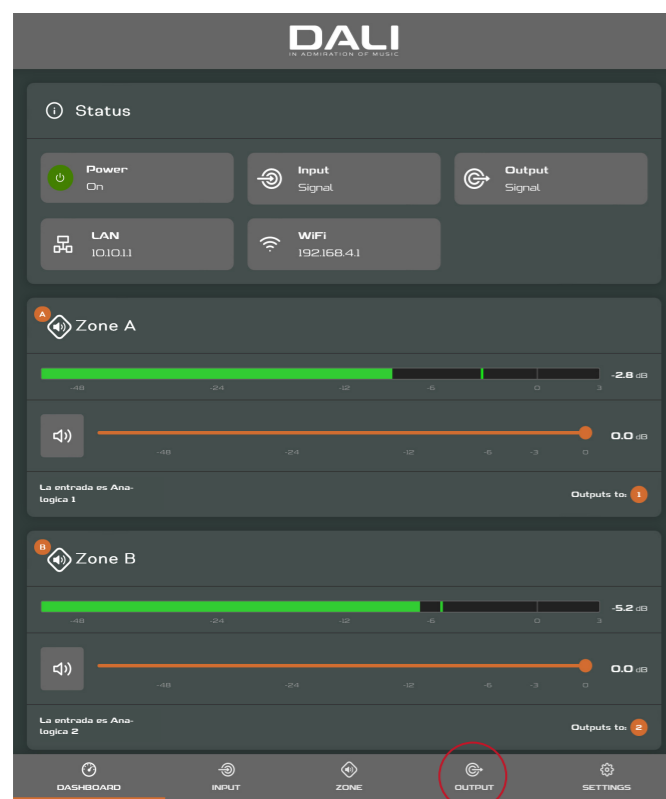 DALI
IN ADMIRATION OF MUSIC
Status
Power
On
Input
Signal
Output
Signal
LAN
10.10.1.1
WiFi
192.168.4.1
A
Zone A
-2.8 dB
-48 -24 -12 -6 0 3
0.0 dB
-48 -24 -12 -6 -3 0
La entrada es Ana-
logica 1
Outputs to: 1
B
Zone B
-5.2 dB
-48 -24 -12 -6 0 3
0.0 dB
-48 -24 -12 -6 -3 0
La entrada es Ana-
logica 2
Outputs to: 2
DASHBOARD INPUT ZONE OUTPUT SETTINGS